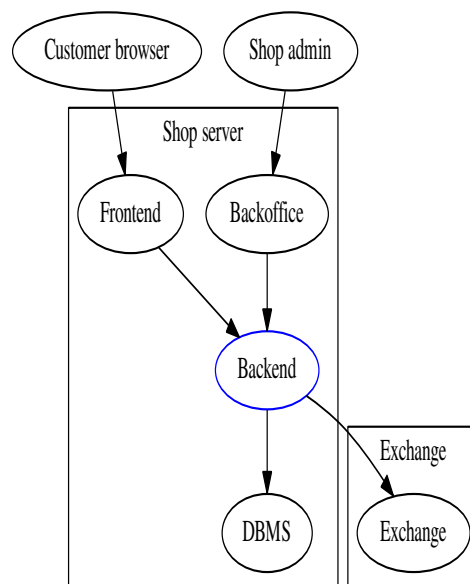 Customer browser
Shop admin
Shop server
Frontend
Backoffice
Backend
Exchange
DBMS
Exchange